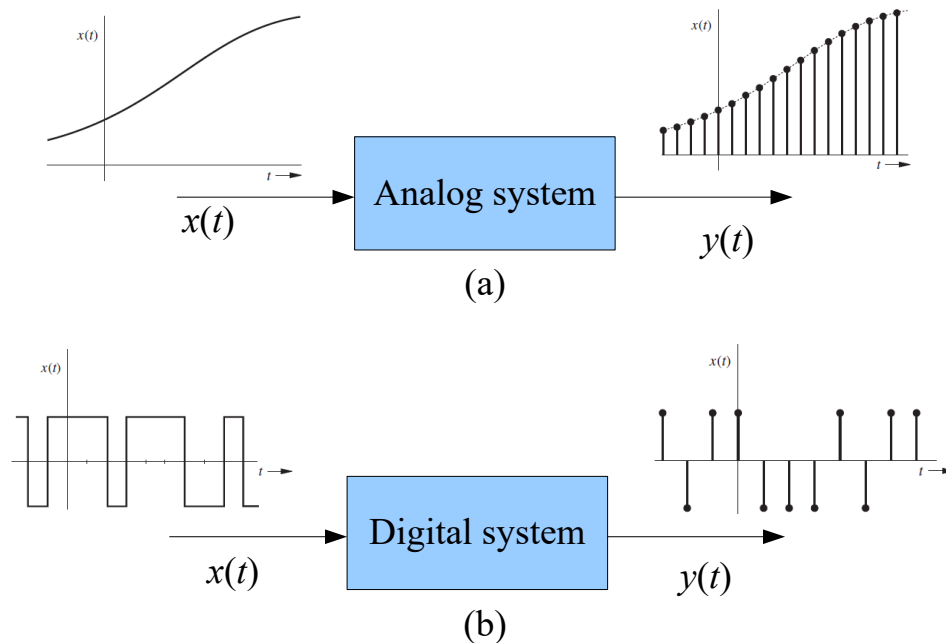 x(t)
t
x(t)
Analog system
y(t)
x(t)
t
(a)
x(t)
t
x(t)
Digital system
y(t)
x(t)
t
(b)